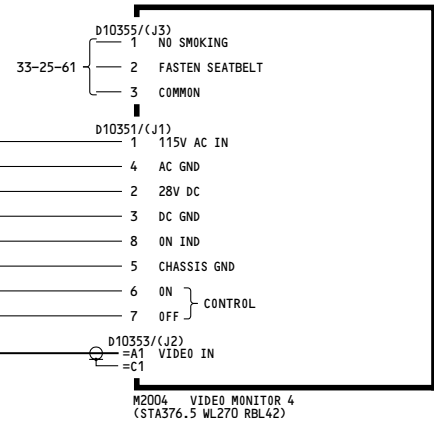 D10355/(J3)
1 NO SMOKING
33-25-61 2 FASTEN SEATBELT
3 COMMON
D10351/(J1)
1 115V AC IN
4 AC GND
2 28V DC
3 DC GND
8 ON IND
5 CHASSIS GND
6 ON
CONTROL
7 OFF
D10353/(J2)
=A1 VIDEO IN
=C1
M2004 VIDEO MONITOR 4
(STA376.5 WL270 RBL42)